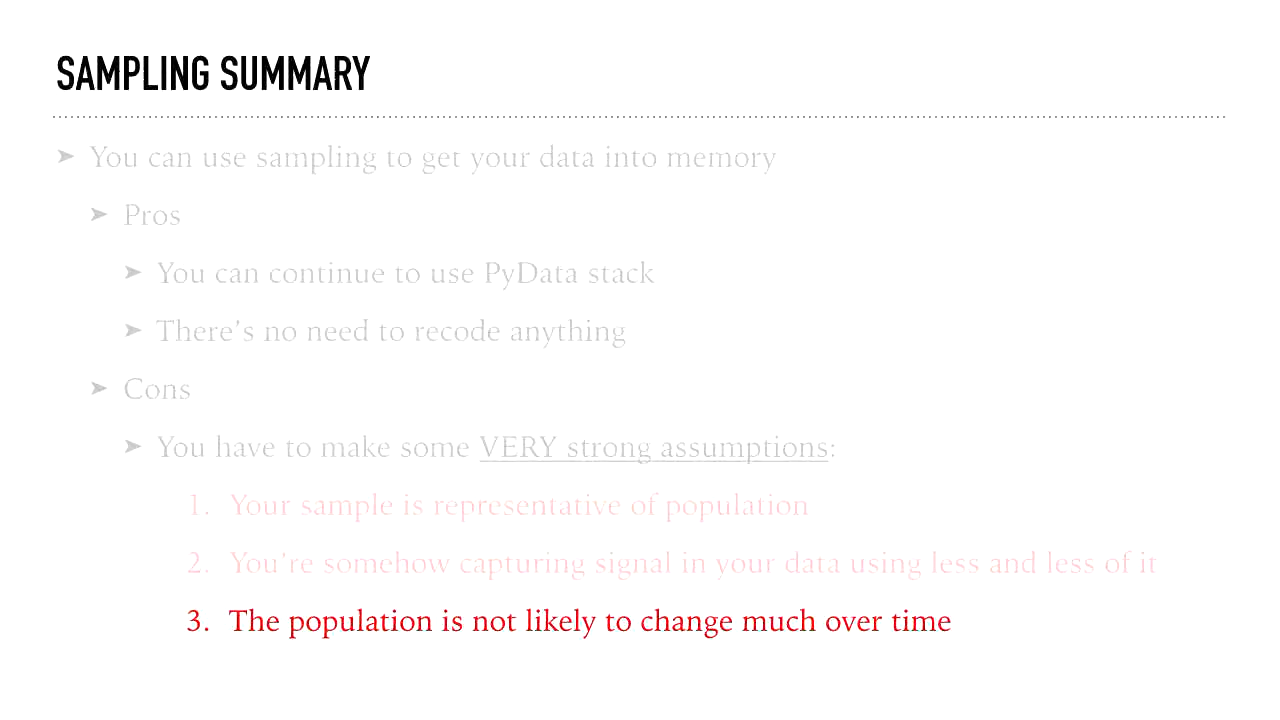 SAMPLING SUMMARY
➤ You can use sampling to get your data into memory
➤ Pros
➤ You can continue to use PyData stack
➤ There's no need to recode anything
➤ Cons
➤ You have to make some VERY strong assumptions:
1. Your sample is representative of population
2. You're somehow capturing signal in your data using less and less of it
3. The population is not likely to change much over time